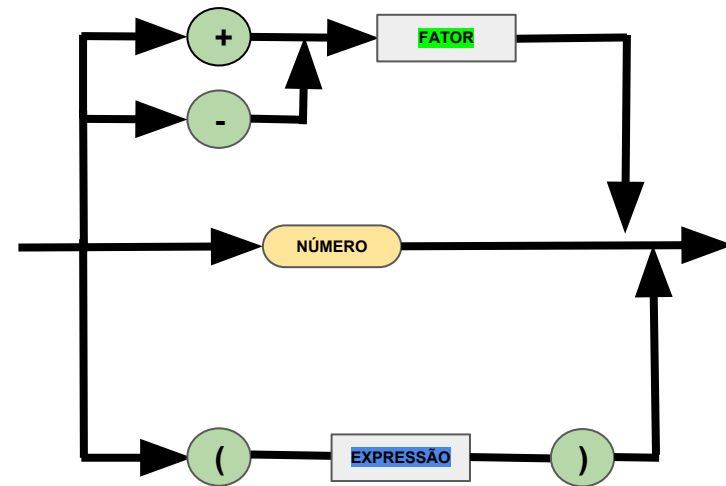 +
FATOR
-
NÚMERO
(
EXPRESSÃO
)